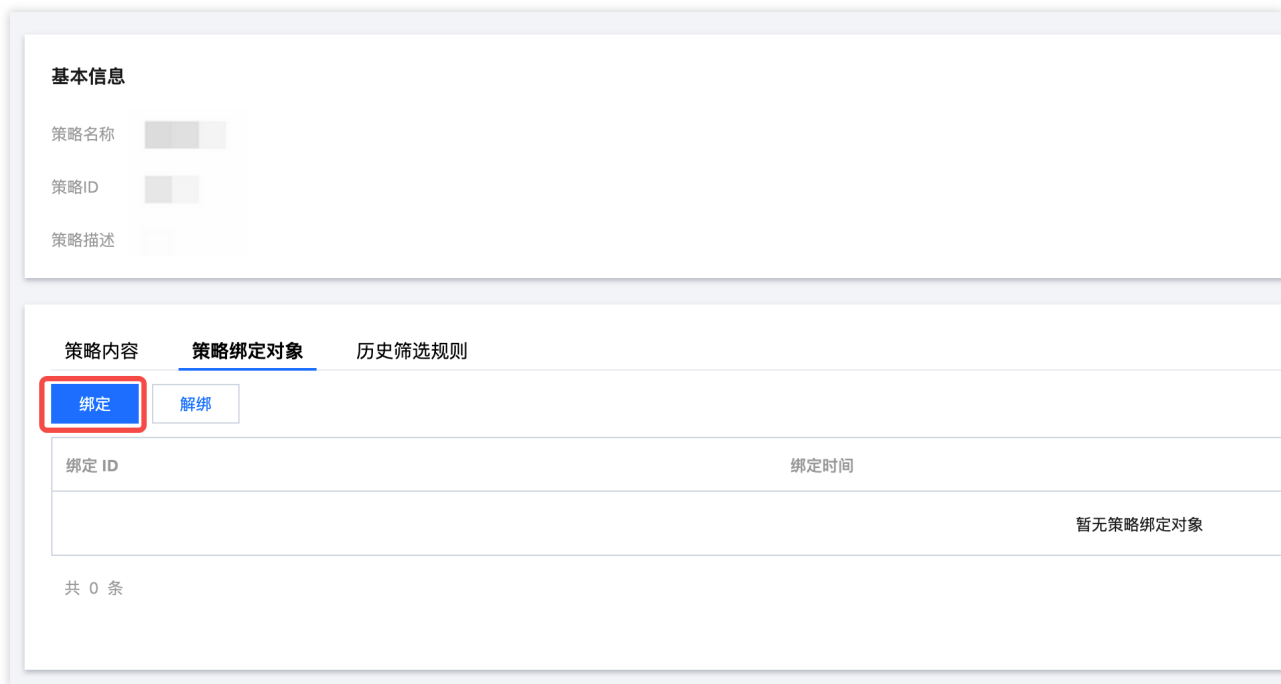 基本信息
策略名称
策略ID
策略描述
策略内容 策略绑定对象 历史筛选规则
绑定 解绑
绑定 ID 绑定时间
暂无策略绑定对象
共 0 条